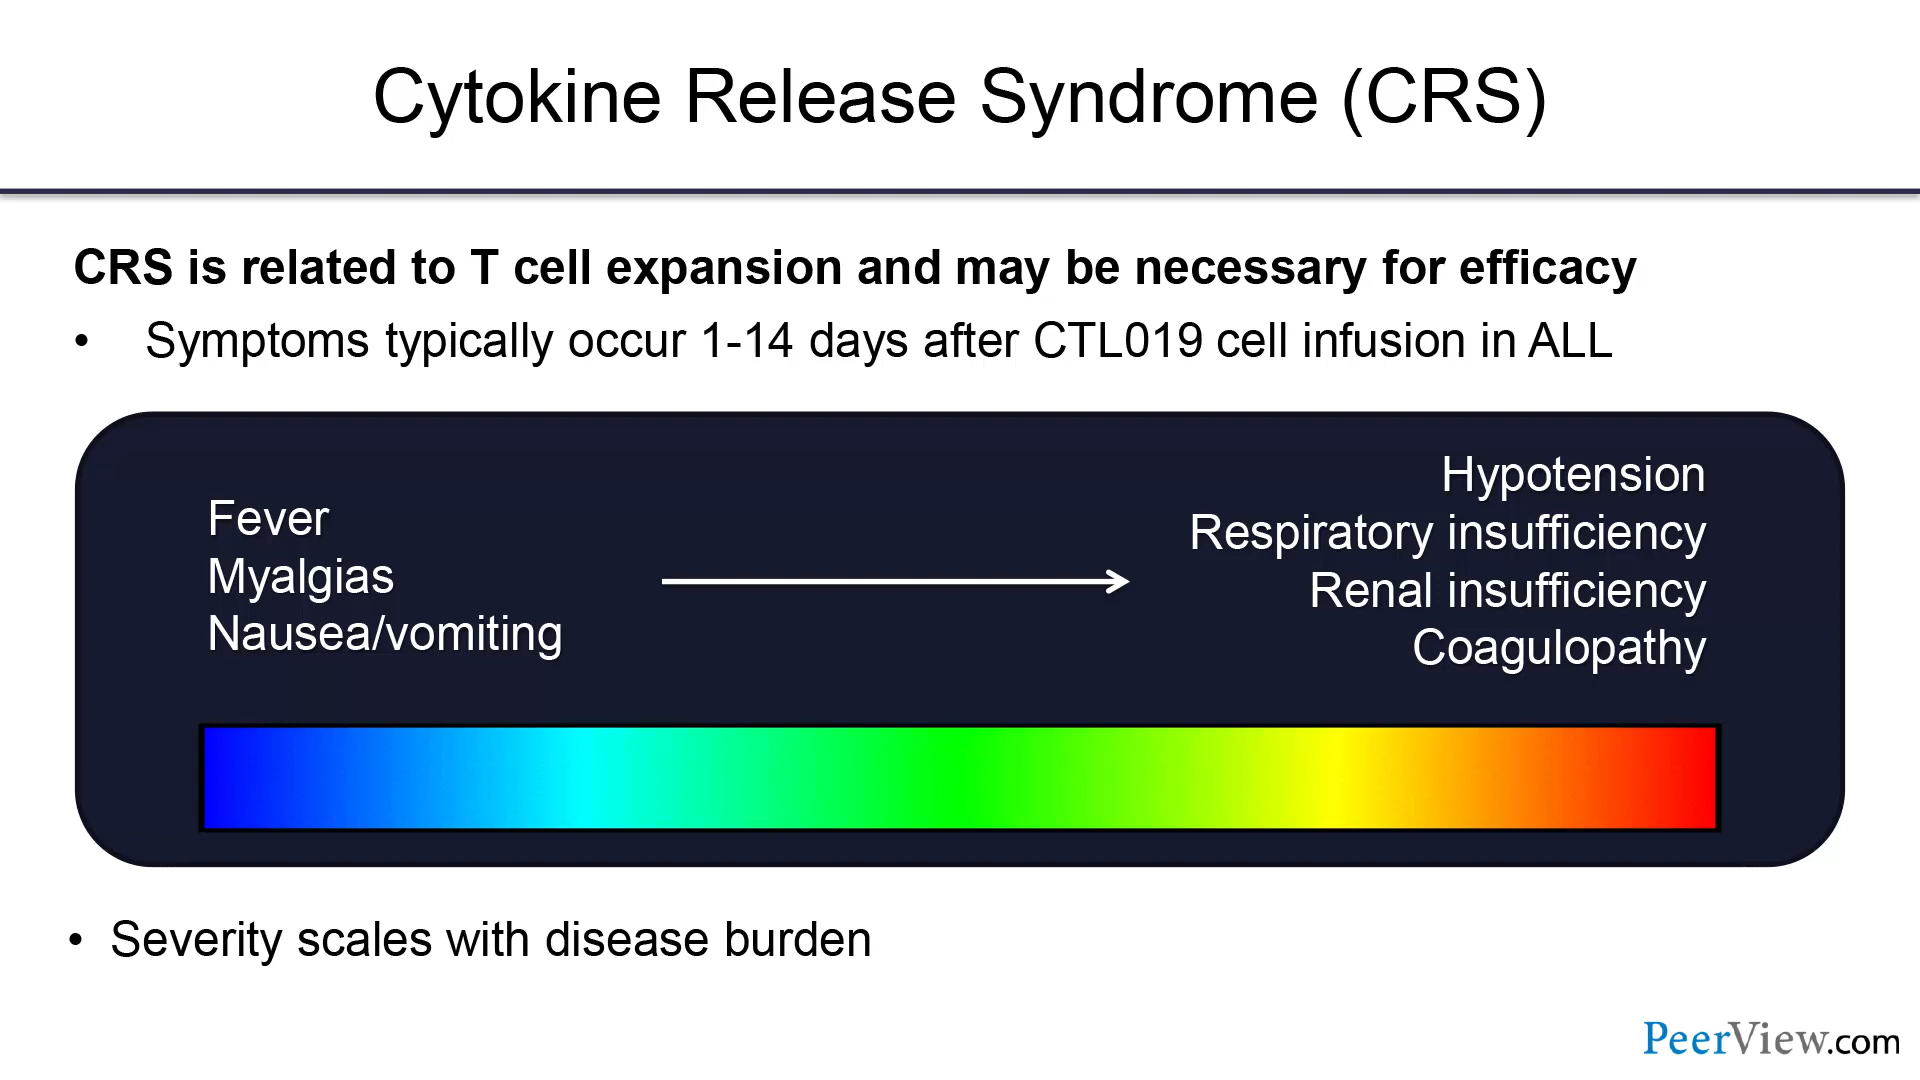 Cytokine Release Syndrome (CRS)
CRS is related to T cell expansion and may be necessary for efficacy
• Symptoms typically occur 1-14 days after CTL019 cell infusion in ALL
Fever
Myalgias
Nausea/vomiting
Hypotension
Respiratory insufficiency
Renal insufficiency
Coagulopathy
• Severity scales with disease burden
PeerView.com